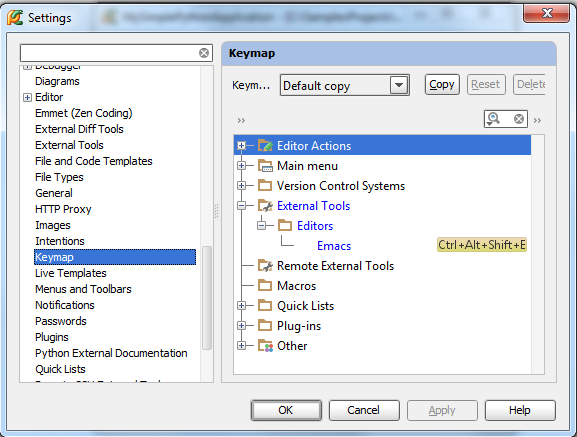 Settings
Debugger
Diagrams
Editor
Emmet (Zen Coding)
External Diff Tools
External Tools
File and Code Templates
File Types
General
HTTP Proxy
Images
Intentions
Keymap
Live Templates
Menus and Toolbars
Notifications
Passwords
Plugins
Python External Documentation
Quick Lists
Keymap
Keym... Default copy Copy Reset Delete
Editor Actions
Main menu
Version Control Systems
External Tools
Editors
Emacs Ctrl+Alt+Shift+E
Remote External Tools
Macros
Quick Lists
Plug-ins
Other
OK Cancel Apply Help